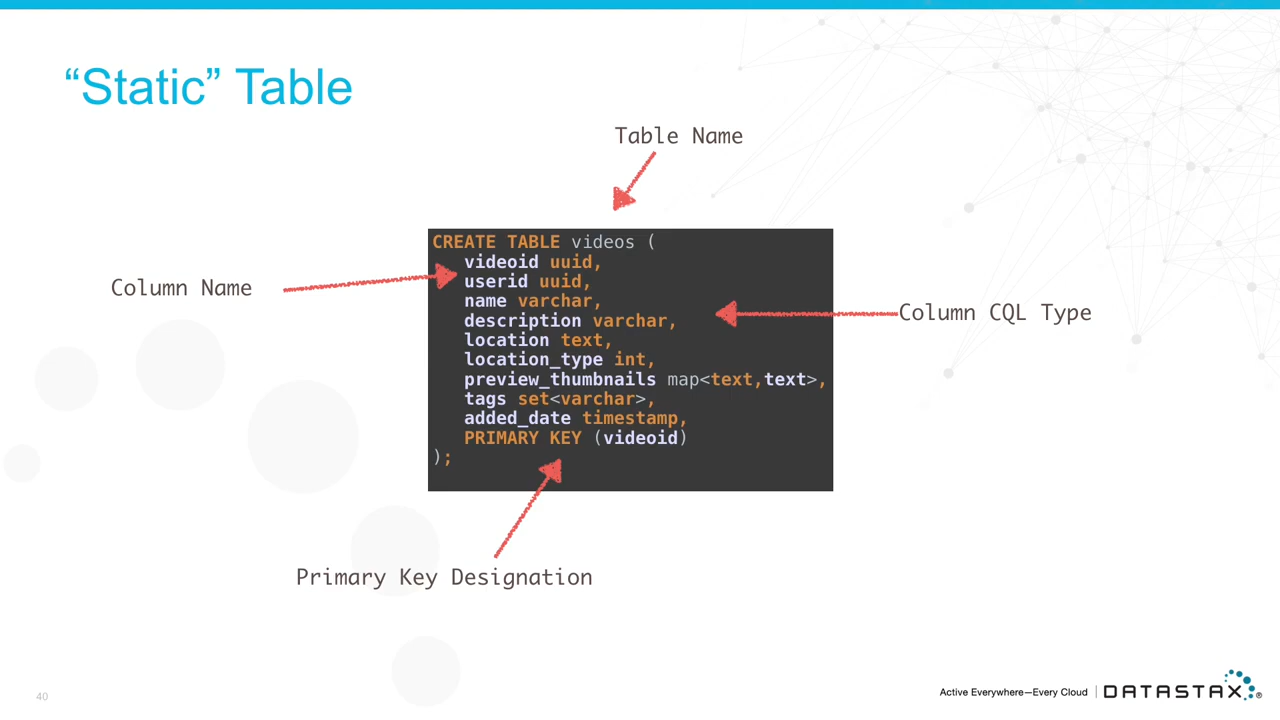 “Static” Table
Table Name
CREATE TABLE videos (
videoid uuid,
userid uuid,
name varchar,
description varchar,
location text,
location_type int,
preview_thumbnails map<text,text>,
tags set<varchar>,
added_date timestamp,
PRIMARY KEY (videoid)
);
Column Name
Column CQL Type
Primary Key Designation
40
Active Everywhere—Every Cloud | DATASTAX®